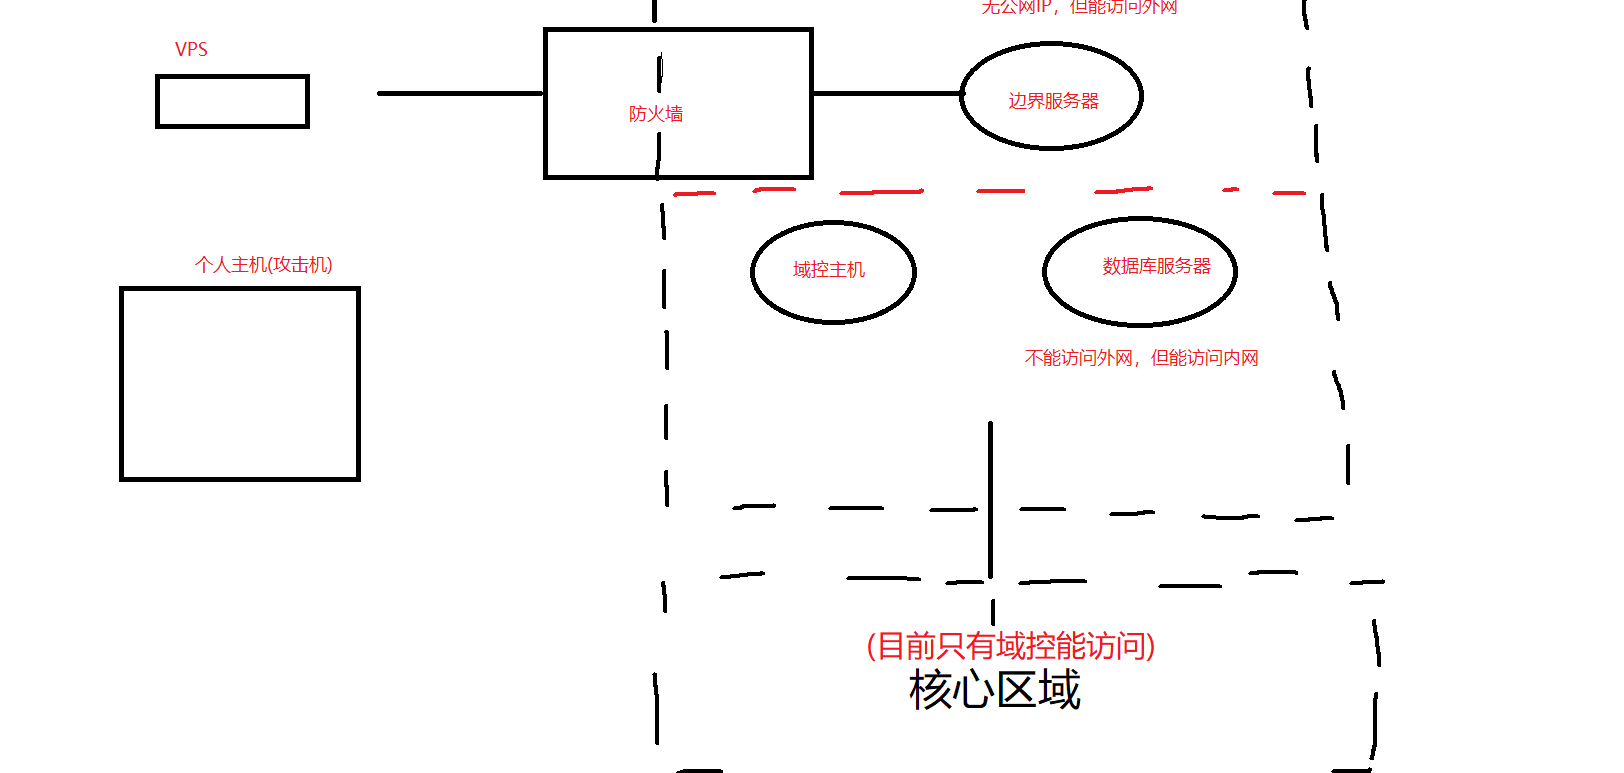 无公网IP，但能访问外网
VPS
边界服务器
防火墙
个人主机(攻击机)
域控主机
数据库服务器
不能访问外网，但能访问内网
(目前只有域控能访问)
核心区域